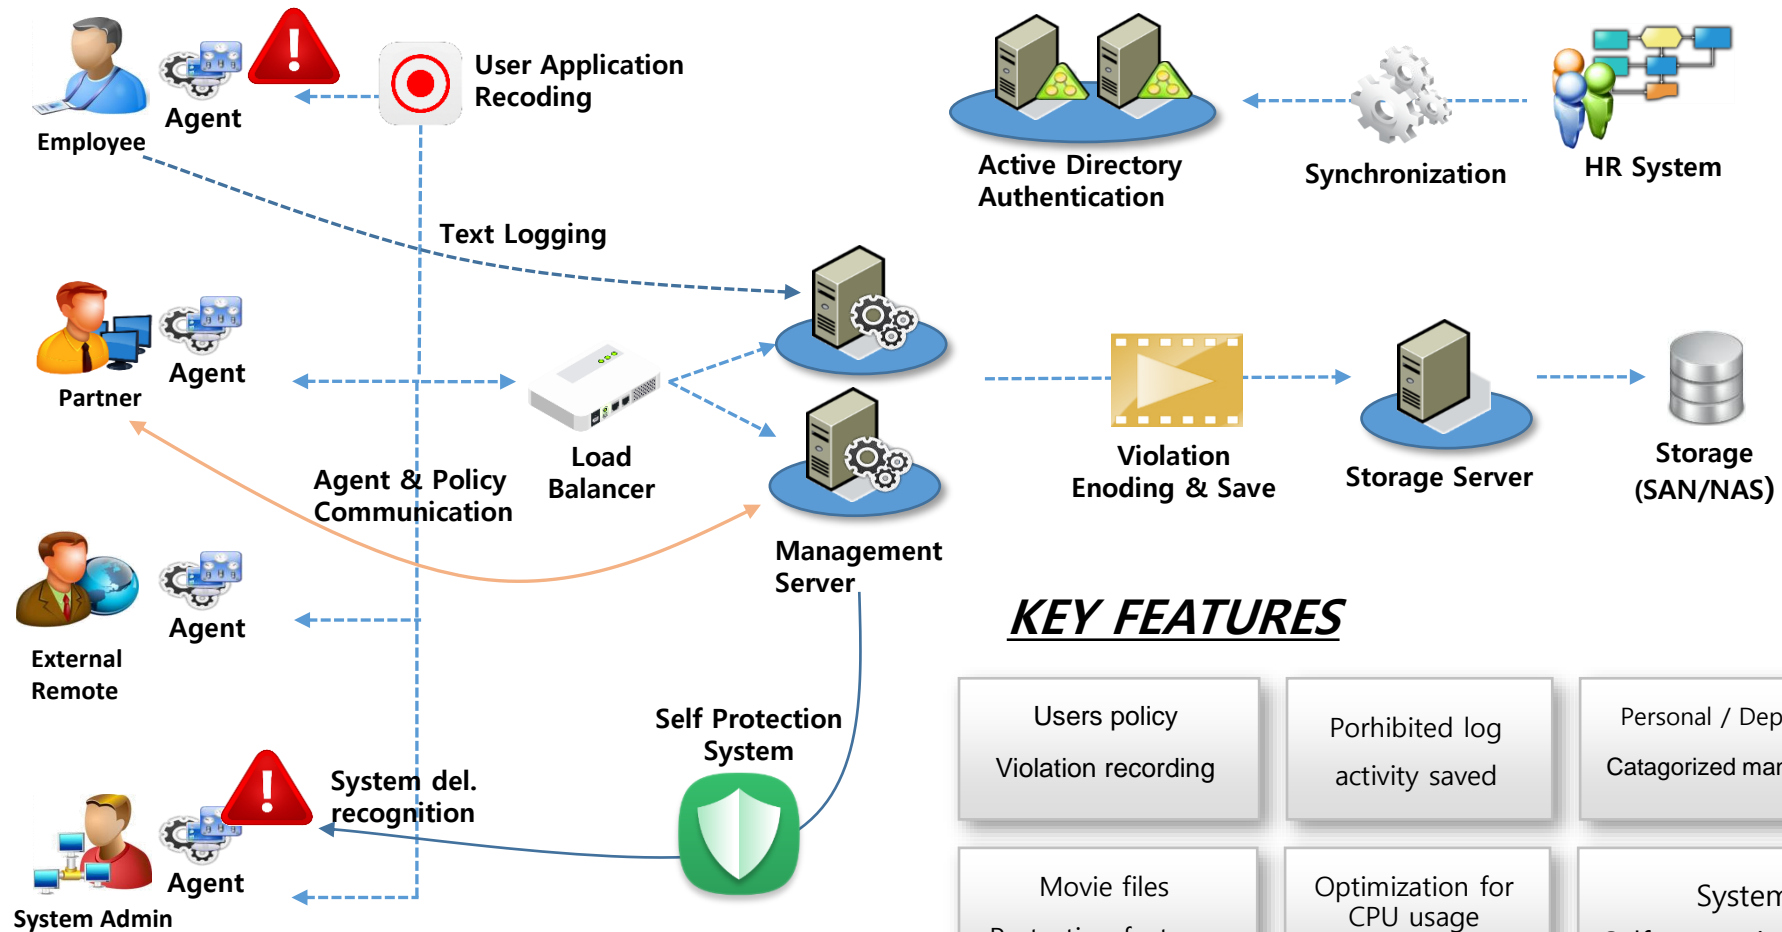 User Application
Recoding
Agent
Employee
Active Directory
Authentication
Synchronization
HR System
Text Logging
Agent
Partner
Load
Balancer
Agent & Policy
Communication
Management
Server
Violation
Enoding & Save
Storage Server
Storage
(SAN/NAS)
Agent
External
Remote
KEY FEATURES
Self Protection
System
System del.
recognition
Agent
System Admin
Users policy
Violation recording
Porhibited log
activity saved
Personal / Dep
Catagorized mar
Movie files
Optimization for
CPU usage
System